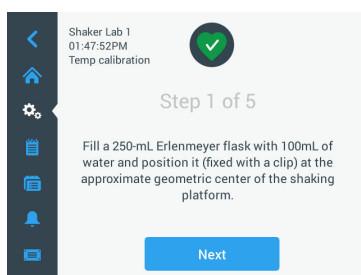 Shaker Lab 1
01:47:52PM
Temp calibration
Step 1 of 5
Fill a 250-mL Erlenmeyer flask with 100mL of
water and position it (fixed with a clip) at the
approximate geometric center of the shaking
platform.
Next